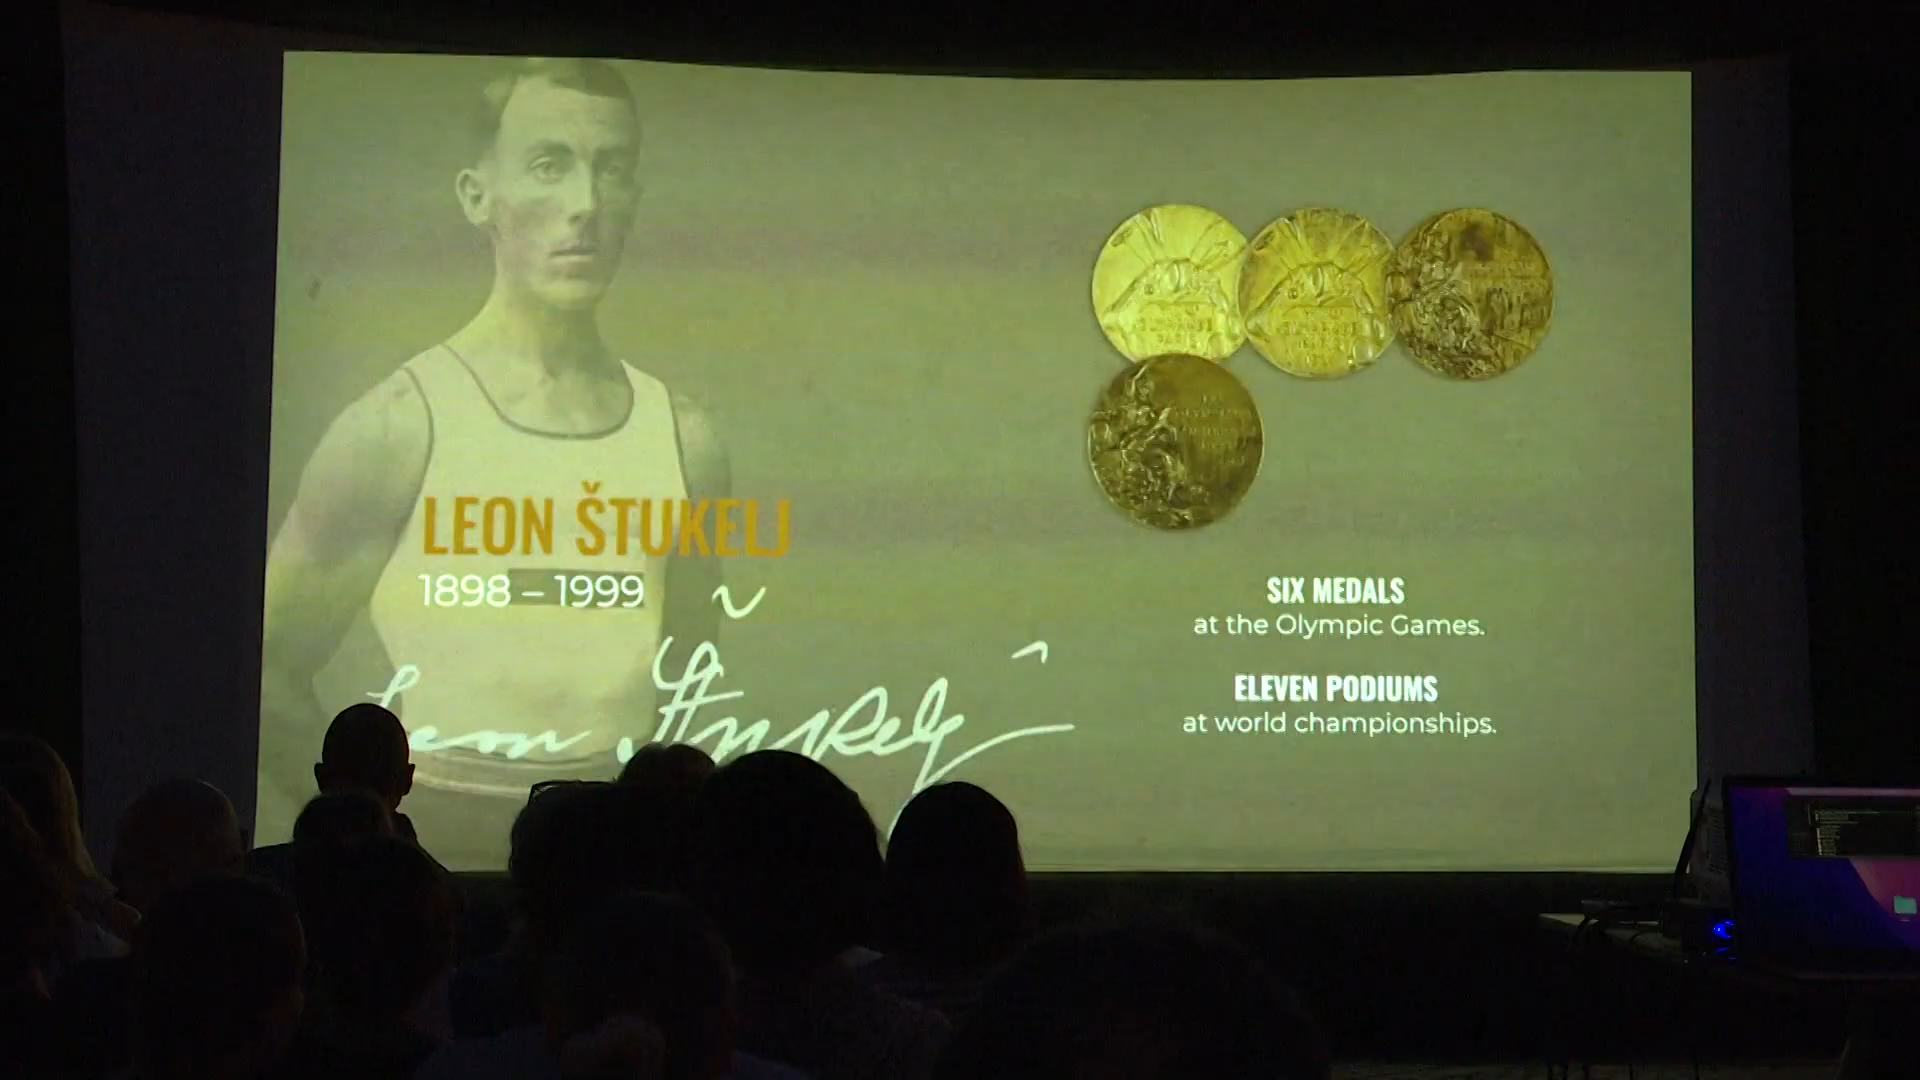 LEON ŠTUKELJ
1898 – 1999
Leon Štukelj
SIX MEDALS
at the Olympic Games.
ELEVEN PODIUMS
at world championships.